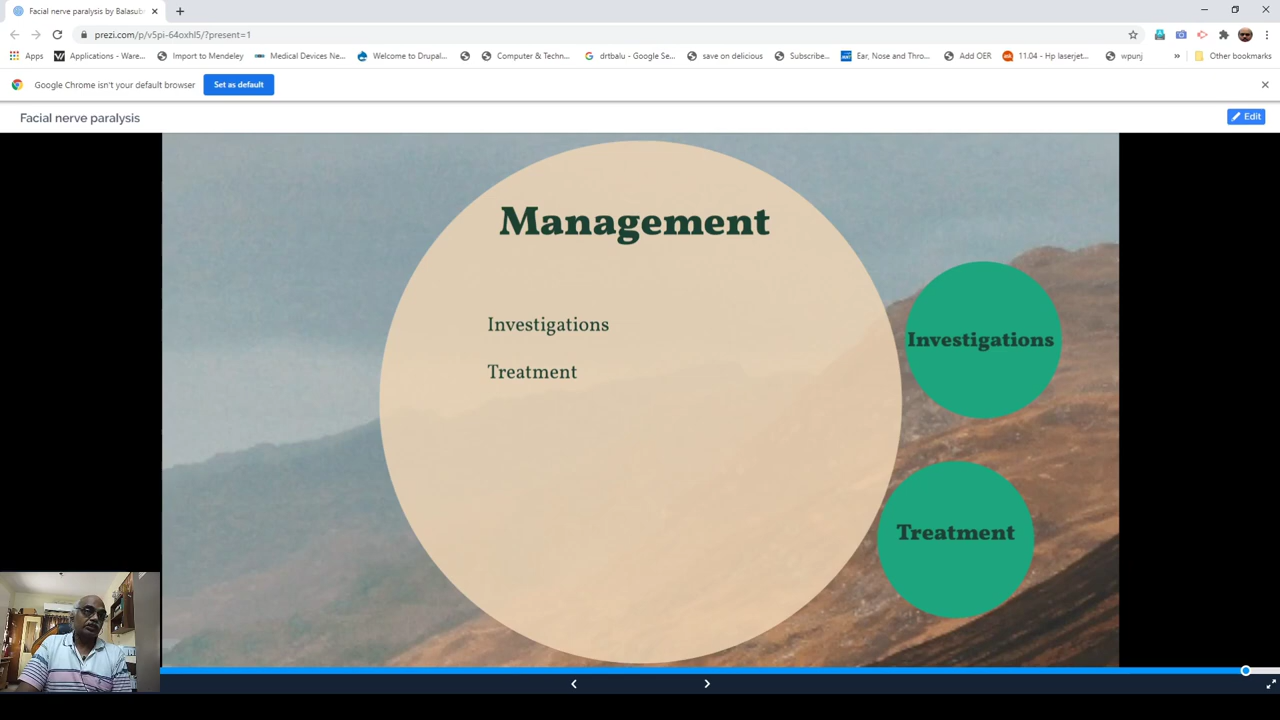 Facial nerve paralysis by Balasub
prezi.com/p/v5pi-64oxhl5/?present=1
Apps
Applications - Ware...
Import to Mendeley
Medical Devices Ne...
Welcome to Drupal...
Computer & Techn...
drtbalu - Google Se...
save on delicious
Subscribe...
Ear, Nose and Thro...
Add OER
11.04 - Hp laserjet...
wpunj
»
Other bookmarks
Google Chrome isn't your default browser
Set as default
Facial nerve paralysis
Edit
Management
Investigations
Treatment
Investigations
Treatment